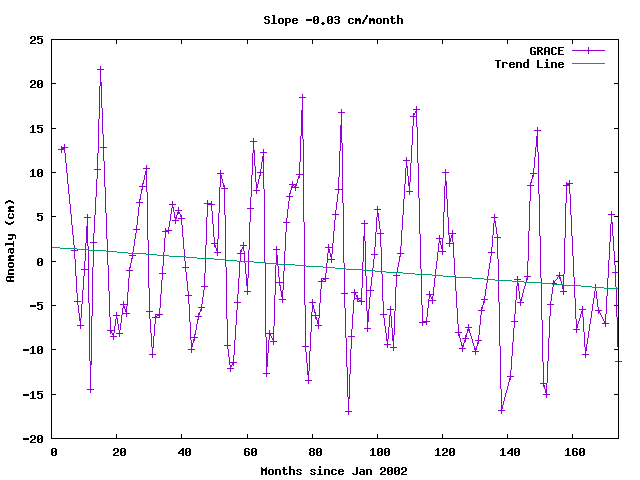 Slope -0.03 cm/month
GRACE
Trend Line
25
20
15
10
5
0
-5
-10
-15
-20
Anomaly (cm)
0 20 40 60 80 100 120 140 160
Months since Jan 2002